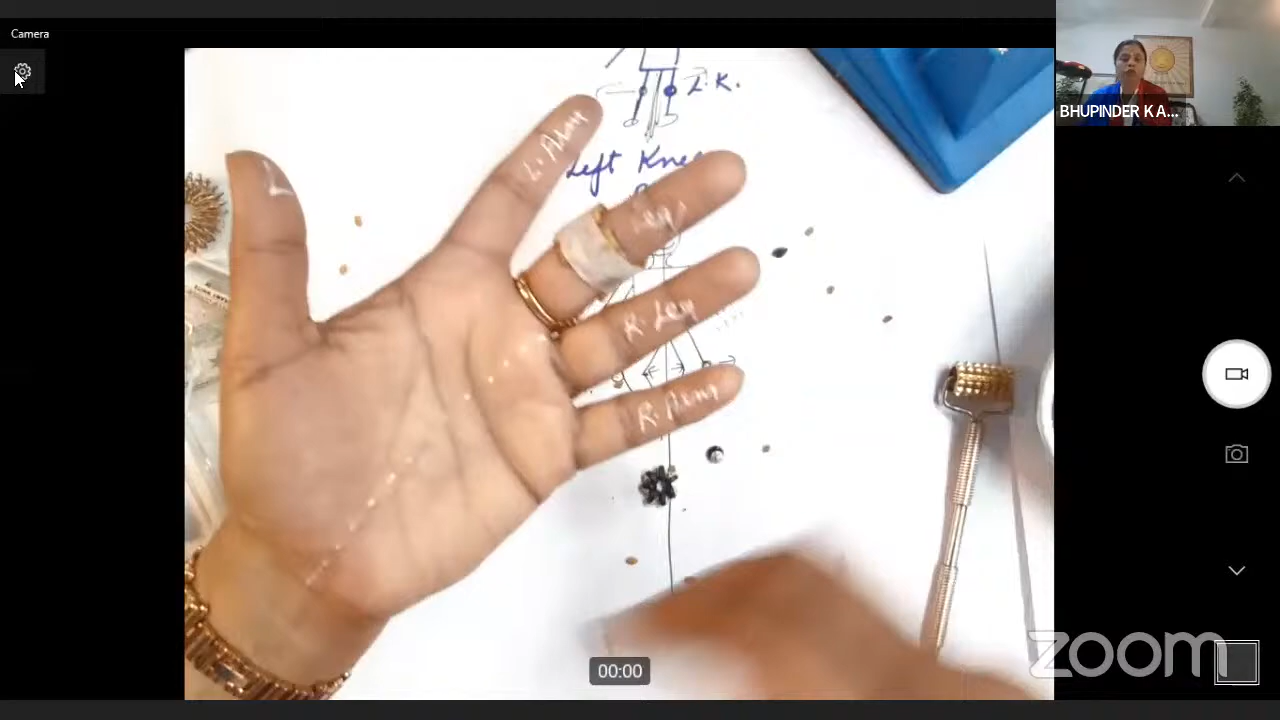 Camera
BHUPINDER K A...
L.K.
Left Knee
L. Arm
R. Leg
R. Arm
00:00
zoom